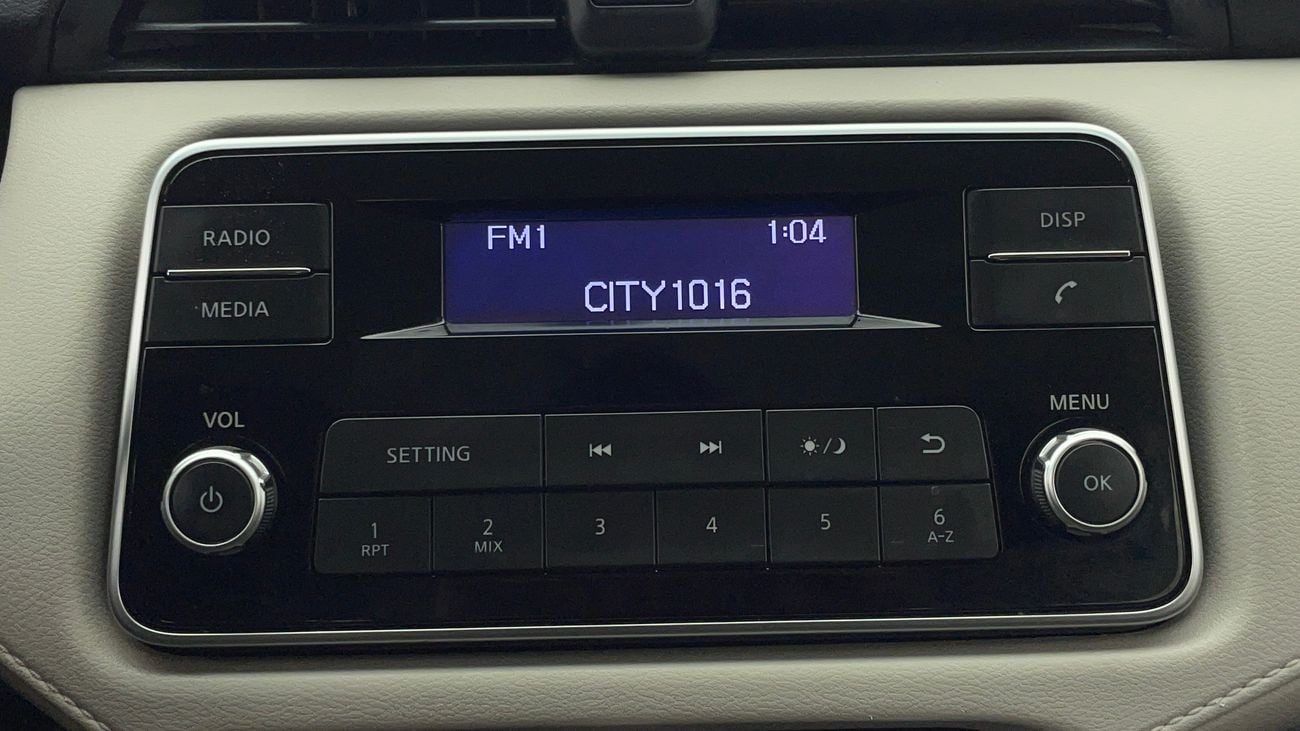 FM1 1:04
CITY1016
RADIO
MEDIA
DISP
VOL
MENU
SETTING
OK
1 2 3 4 5 6
RPT MIX A-Z